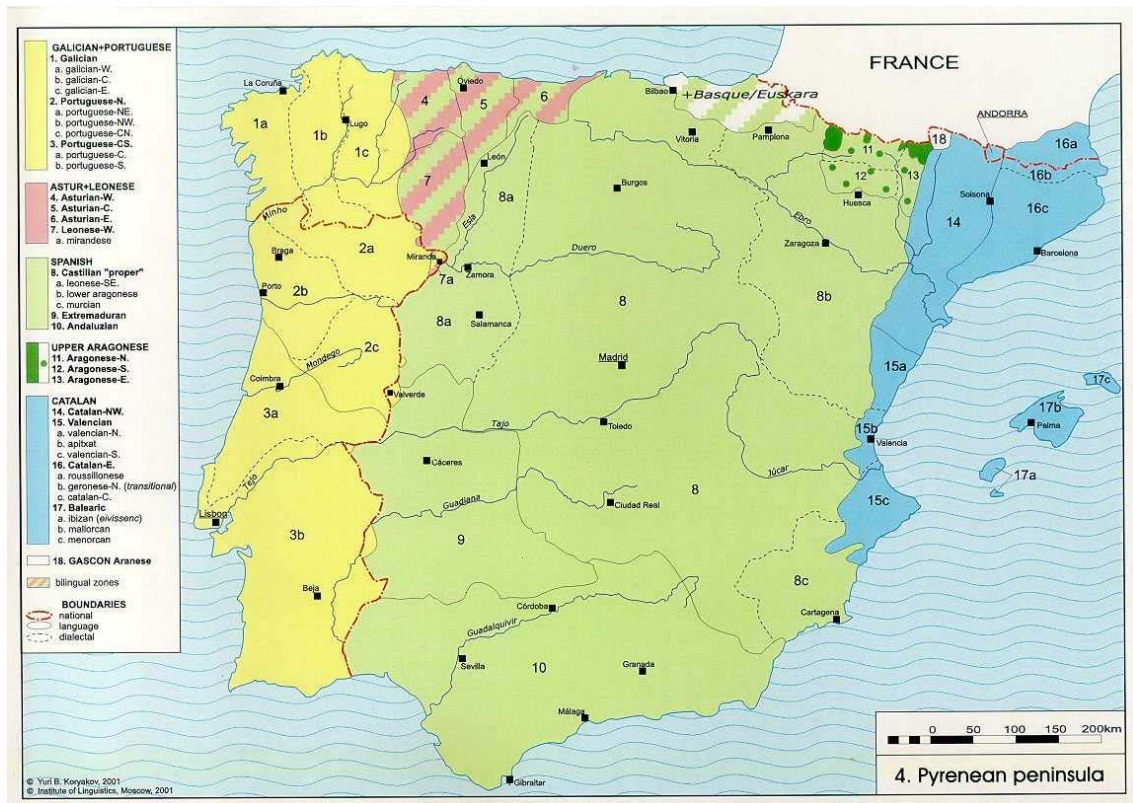 GALICIAN+PORTUGUESE
1. Galician
a. galician-W.
b. galician-C.
c. galician-E.
2. Portuguese-N.
a. portuguese-NE.
b. portuguese-NW.
c. portuguese-CN.
3. Portuguese-CS.
a. portuguese-C.
b. portuguese-S.
ASTUR+LEONESE
4. Asturian-W.
5. Asturian-C.
6. Asturian-E.
7. Leonese-W.
a. mirandese
SPANISH
8. Castilian "proper"
a. leonese-SE.
b. lower aragonese
c. murcian
9. Extremaduran
10. Andaluzian
UPPER ARAGONESE
11. Aragonese-N.
12. Aragonese-S.
13. Aragonese-E.
CATALAN
14. Catalan-NW.
15. Valencian
a. valencian-N.
b. apitxat
c. valencian-S.
16. Catalan-E.
a. roussillonese
b. geronese-N. (transitional)
c. catalan-C.
17. Balearic
a. ibizan (eivissenc)
b. mallorcan
c. menorcan
18. GASCON Aranese
bilingual zones
BOUNDARIES
national
language
dialectal
© Yuri B. Koryakov, 2001
© Institute of Linguistics, Moscow, 2001
FRANCE
ANDORRA
La Coruña
Oviedo
Bilbao
+Basque/Euskara
1a
1b
Lugo
1c
4
5
6
7
León
8a
Vitoria
Pamplona
11
12
13
18
16a
16b
16c
Huesca
14
Solsona
Burgos
Minho
Esla
Ebro
Braga
2a
Miranda
7a
Zamora
Duero
Zaragoza
Barcelona
Porto
2b
8a
Salamanca
8
8b
2c
Mondego
Madrid
15a
Coimbra
Valverde
17c
3a
17b
Palma
Tajo
Toledo
15b
Valencia
Cáceres
Tejo
Júcar
17a
Guadiana
Ciudad Real
8
15c
Lisbon
3b
9
8c
Beja
Córdoba
Cartagena
Guadalquivir
Sevilla
10
Granada
Málaga
Gibraltar
0 50 100 150 200km
4. Pyrenean peninsula